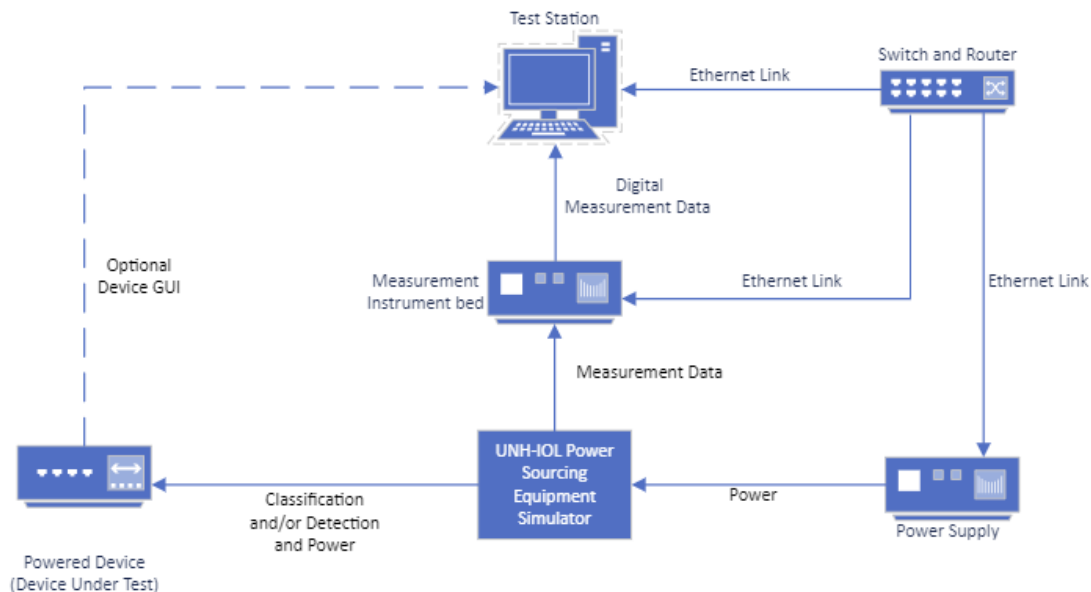 Test Station
Switch and Router
Ethernet Link
Digital
Measurement Data
Optional
Device GUI
Measurement
Instrument bed
Ethernet Link
Ethernet Link
Measurement Data
UNH-IOL Power
Sourcing
Equipment
Simulator
Classification
and/or Detection
and Power
Power
Power Supply
Powered Device
(Device Under Test)